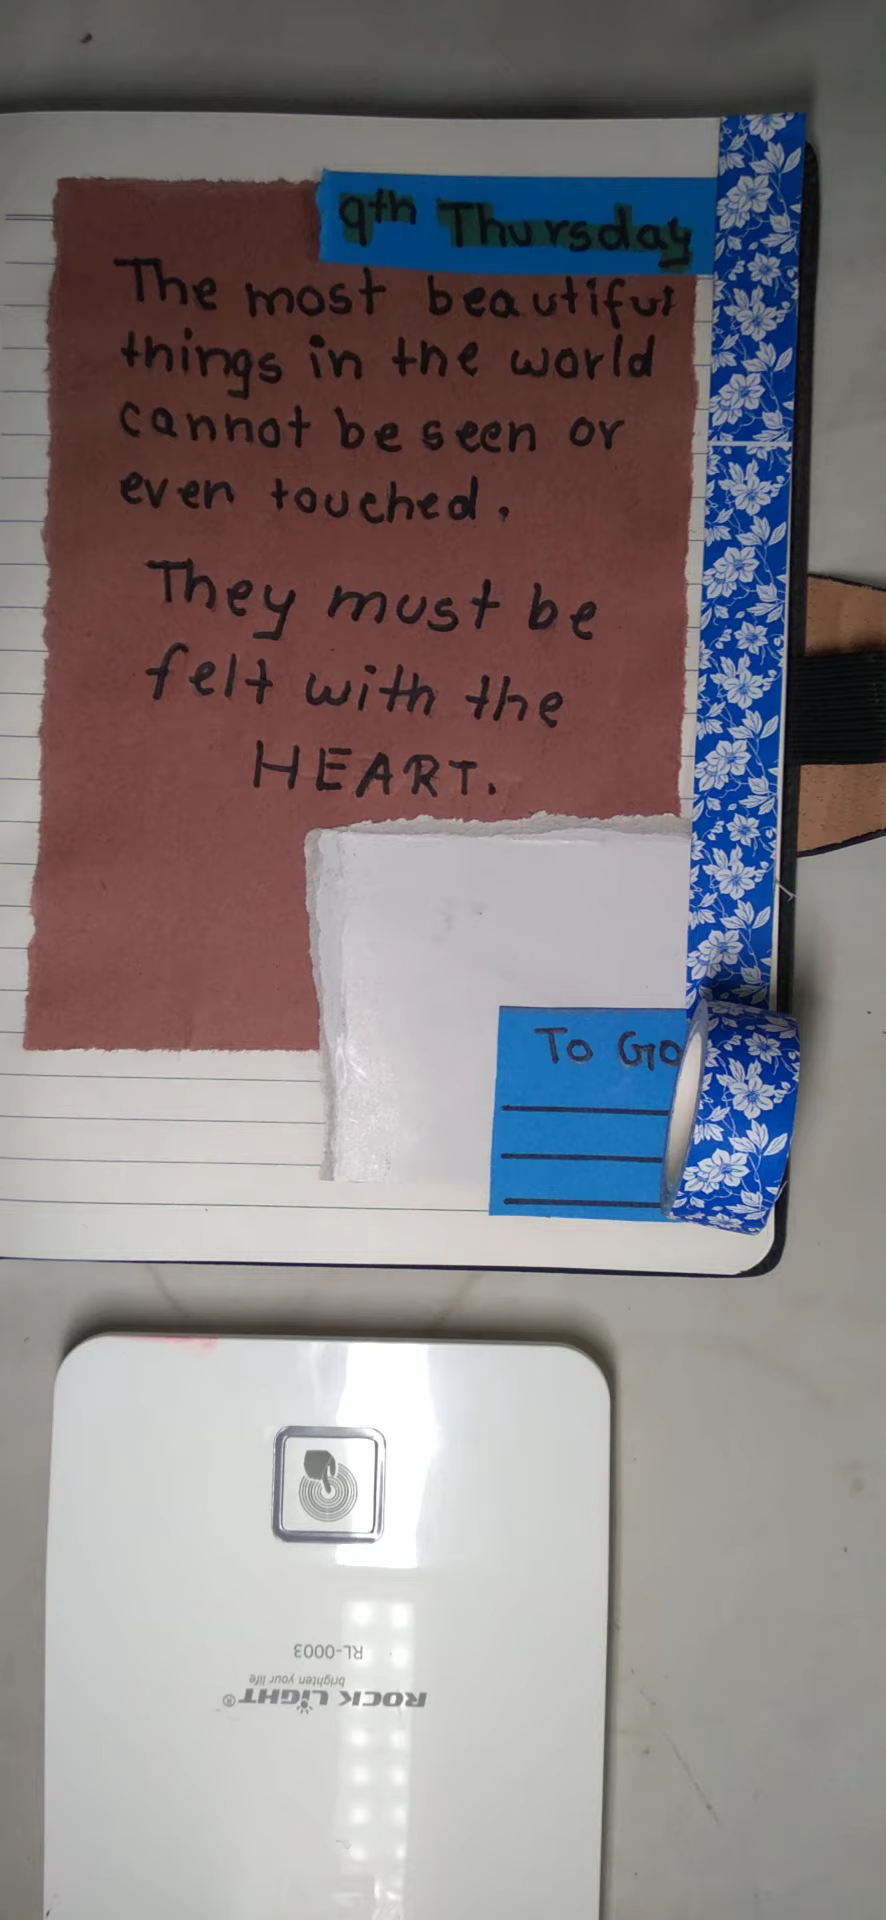 9th Thursday
The most beautiful
things in the world
cannot be seen or
even touched.
They must be
felt with the
HEART.
TO GO
RL-0003
brighten your life
ROCK LIGHT®